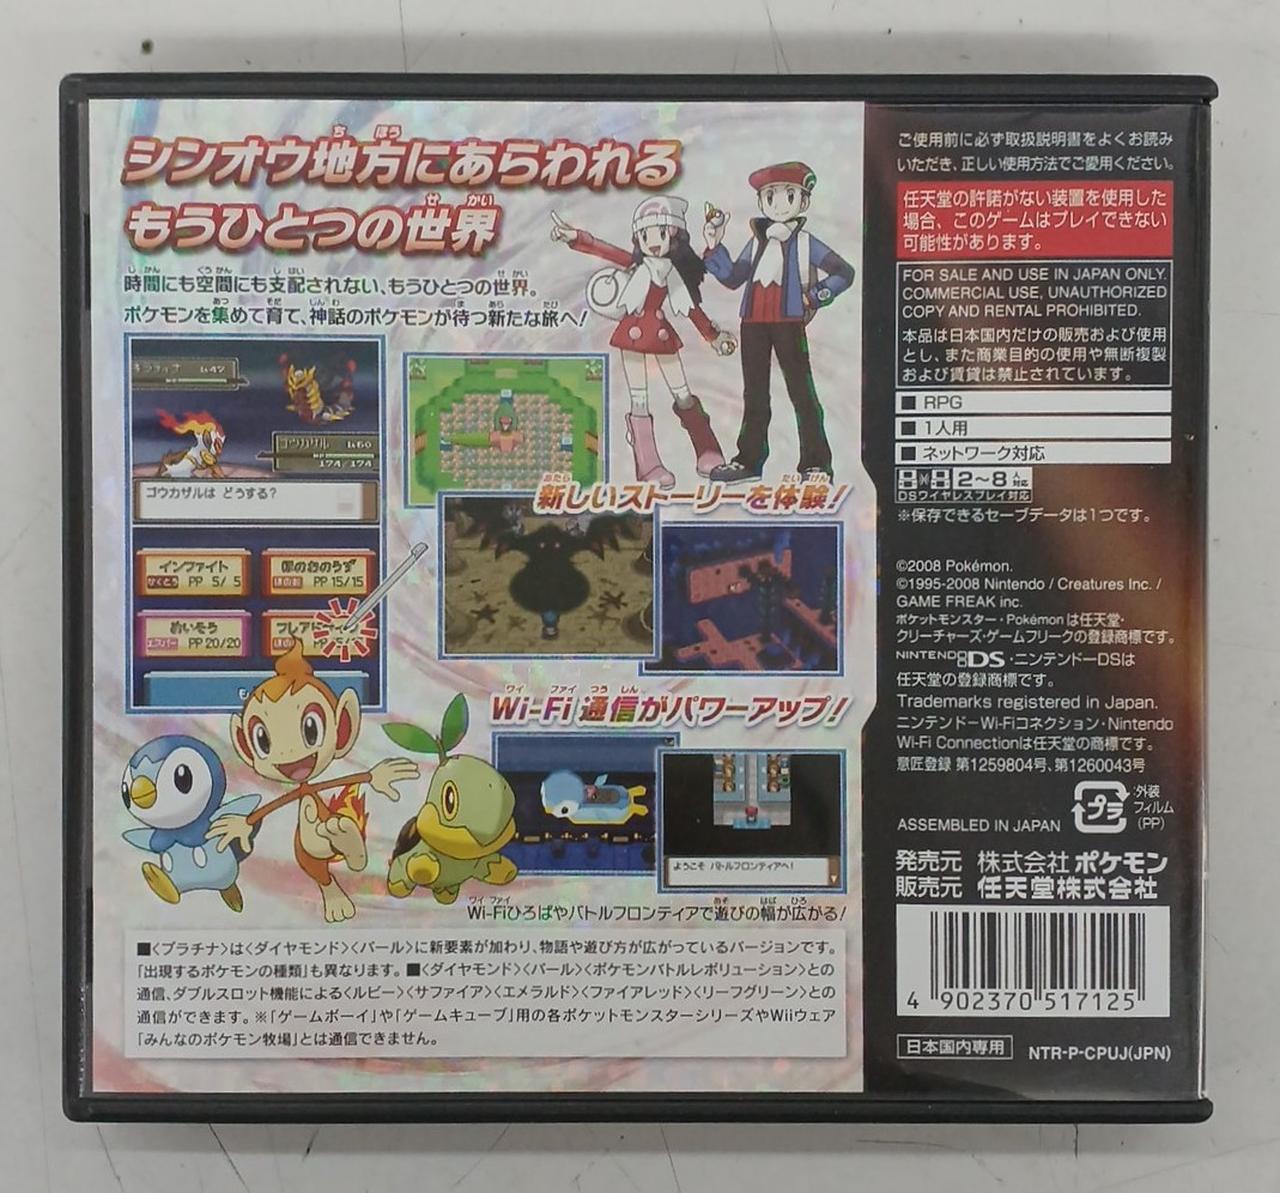 シンオウ地方にあらわれる
もうひとつの世界
時間にも空間にも支配されない、もうひとつの世界。
ポケモンを集めて育て、神話のポケモンが待つ新たな旅へ!
ギラティナ Lv47
ゴウカザル Lv60
174/174
ゴウカザルは どうする?
インファイト
かくとう PP 5/5
ほのおのうず
ほのお PP 15/15
めいそう
エスパー PP 20/20
新しいストーリーを体験!
Wi-Fi通信がパワーアップ!
ようこそ バトルフロンティアへ!
Wi-Fiひろばやバトルフロンティアで遊びの幅が広がる!
■〈プラチナ〉は〈ダイヤモンド〉〈パール〉に新要素が加わり、物語や遊び方が広がっているバージョンです。
「出現するポケモンの種類」も異なります。■〈ダイヤモンド〉〈パール〉〈ポケモンバトルレボリューション〉との
通信、ダブルスロット機能による〈ルビー〉〈サファイア〉〈エメラルド〉〈ファイアレッド〉〈リーフグリーン〉との
通信ができます。※「ゲームボーイ」や「ゲームキューブ」用の各ポケットモンスターシリーズやWiiウェア
「みんなのポケモン牧場」とは通信できません。
ご使用前に必ず取扱説明書をよくお読み
いただき、正しい使用方法でご愛用ください。
任天堂の許諾がない装置を使用した
場合、このゲームはプレイできない
可能性があります。
FOR SALE AND USE IN JAPAN ONLY.
COMMERCIAL USE, UNAUTHORIZED
COPY AND RENTAL PROHIBITED.
本品は日本国内だけの販売および使用
とし、また商業目的の使用や無断複製
および賃貸は禁止されています。
■ RPG
■ 1人用
■ ネットワーク対応
2~8人対応
DSワイヤレスプレイ対応
※保存できるセーブデータは1つです。
©2008 Pokémon.
©1995-2008 Nintendo / Creatures Inc. /
GAME FREAK inc.
ポケットモンスター・Pokémonは任天堂・
クリーチャーズ・ゲームフリークの登録商標です。
NINTENDO DS・ニンテンドーDSは
任天堂の登録商標です。
Trademarks registered in Japan.
ニンテンドーWi-Fiコネクション・Nintendo
Wi-Fi Connectionは任天堂の商標です。
意匠登録 第1259804号、第1260043号
ASSEMBLED IN JAPAN
プラ
外装
フィルム
(PP)
発売元 株式会社ポケモン
販売元 任天堂株式会社
4 902370 517125
日本国内専用
NTR-P-CPUJ(JPN)